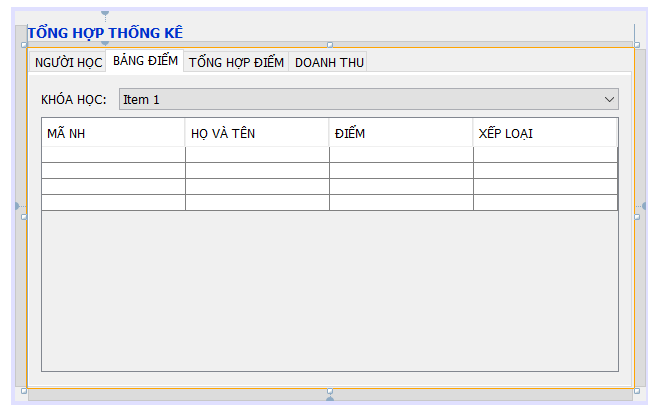 TỔNG HỢP THỐNG KÊ
NGƯỜI HỌC BẢNG ĐIỂM TỔNG HỢP ĐIỂM DOANH THU
KHÓA HỌC: Item 1
MÃ NH HỌ VÀ TÊN ĐIỂM XẾP LOẠI